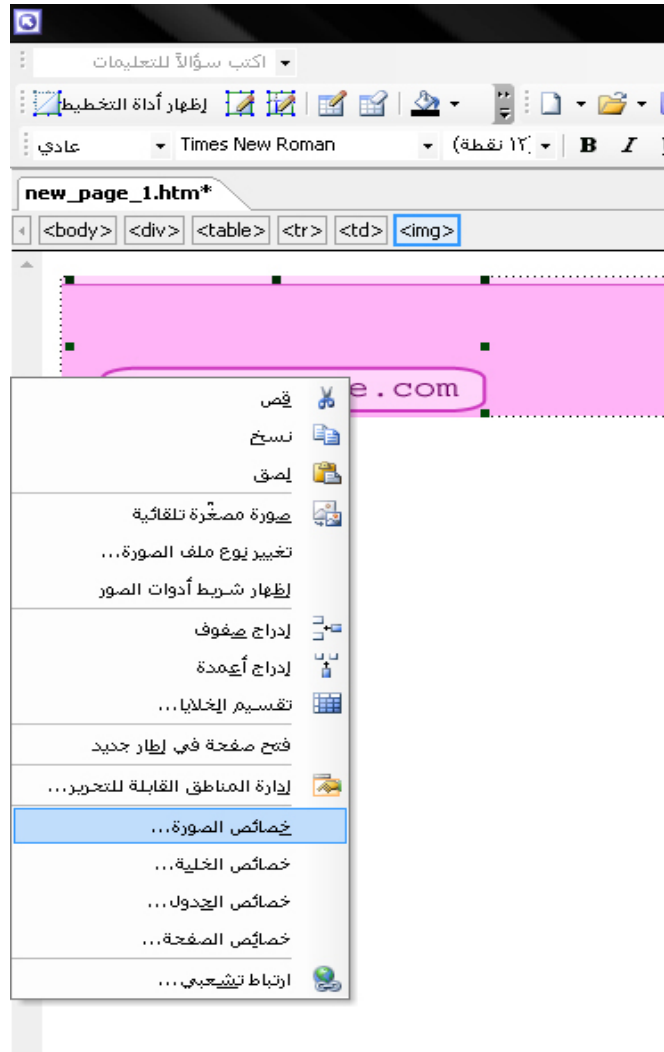 اكتب سؤالاً للتعليمات
إظهار أداة التخطيط
عادي Times New Roman (١٢ نقطة) B I
new_page_1.htm*
<body> <div> <table> <tr> <td> <img>
e.com
قص
نسخ
لصق
صورة مصغّرة تلقائية
تغيير نوع ملف الصورة...
إظهار شريط أدوات الصور
إدراج صفوف
إدراج أعمدة
تقسيم الخلايا...
فتح صفحة في إطار جديد
إدارة المناطق القابلة للتحرير...
خصائص الصورة...
خصائص الخلية...
خصائص الجدول...
خصائص الصفحة...
ارتباط تشعبي...